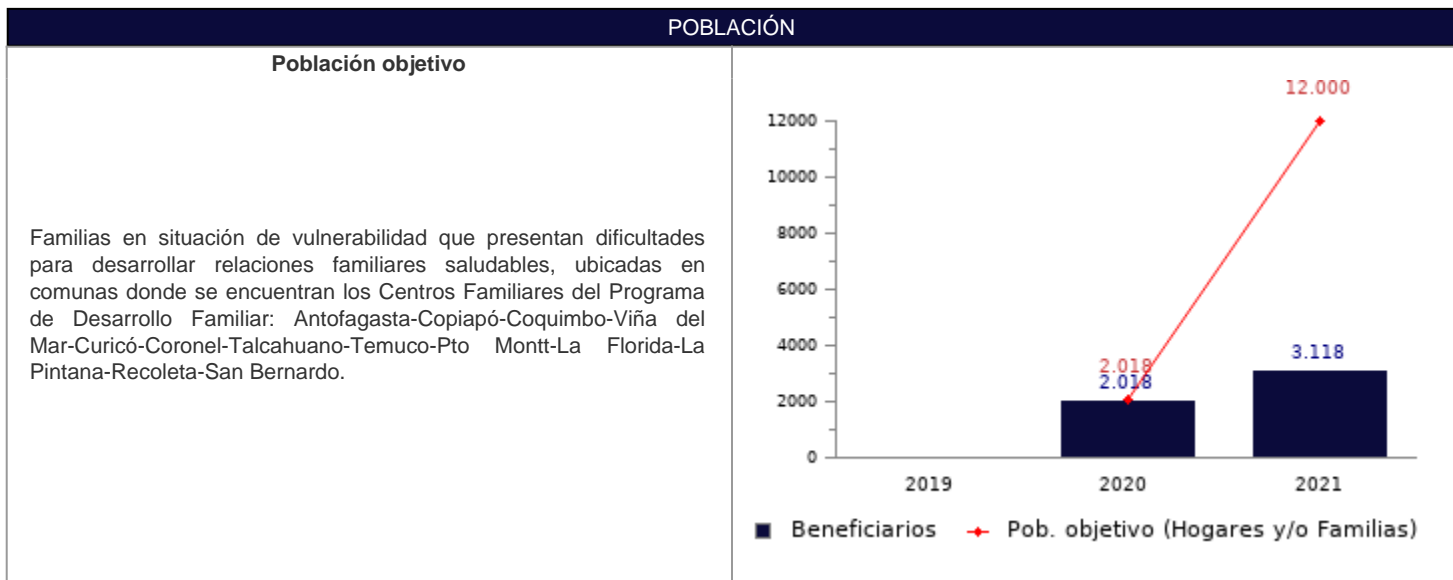 POBLACIÓN
Población objetivo
Familias en situación de vulnerabilidad que presentan dificultades
para desarrollar relaciones familiares saludables, ubicadas en
comunas donde se encuentran los Centros Familiares del Programa
de Desarrollo Familiar: Antofagasta-Copiapó-Coquimbo-Viña del
Mar-Curicó-Coronel-Talcahuano-Temuco-Pto Montt-La Florida-La
Pintana-Recoleta-San Bernardo.
12.000
12000
10000
8000
6000
4000
2000
0
2.018
2.018
3.118
2019 2020 2021
Beneficiarios Pob. objetivo (Hogares y/o Familias)